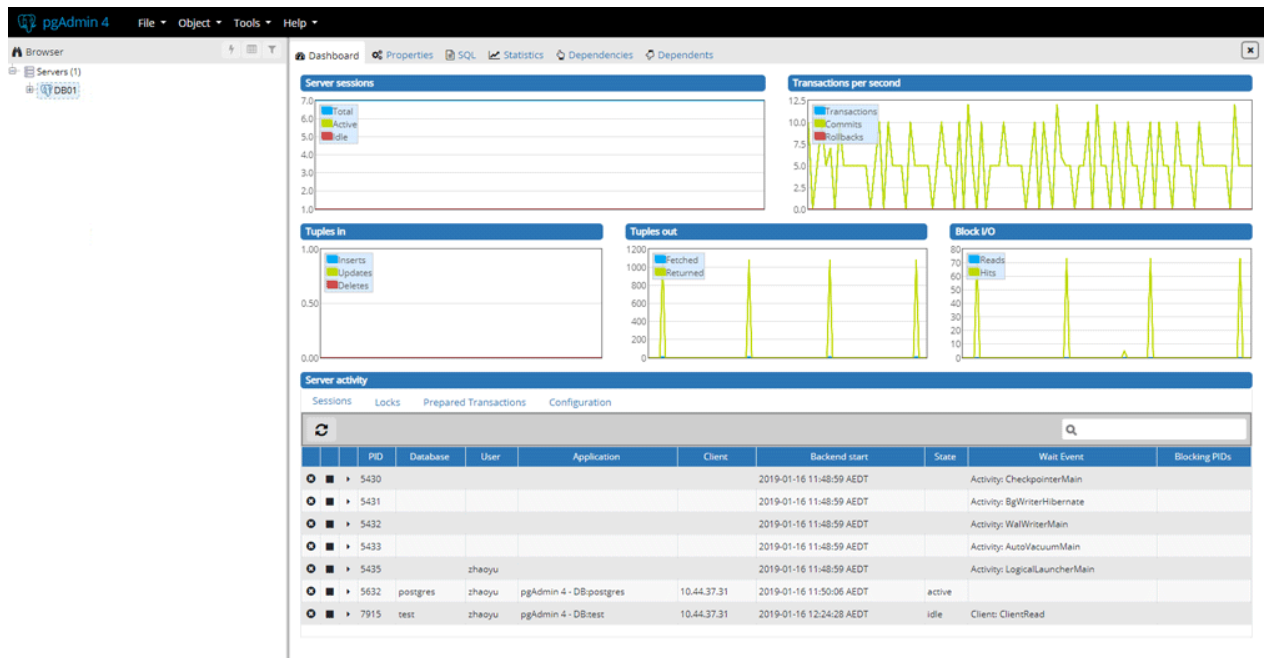 pgAdmin 4 File Object Tools Help
Browser
Servers (1)
DB01
Dashboard Properties SQL Statistics Dependencies Dependents
Server sessions
7.0
6.0
5.0
4.0
3.0
2.0
1.0
Total
Active
Idle
Transactions per second
12.5
10.0
7.5
5.0
2.5
0.0
Transactions
Commits
Rollbacks
Tuples in
1.00
0.50
0.00
Inserts
Updates
Deletes
Tuples out
1200
1000
800
600
400
200
0
Fetched
Returned
Block I/O
80
70
60
50
40
30
20
10
0
Reads
Hits
Server activity
Sessions Locks Prepared Transactions Configuration
PID Database User Application Client Backend start State Wait Event Blocking PIDs
5430 2019-01-16 11:48:59 AEDT Activity: CheckpointerMain
5431 2019-01-16 11:48:59 AEDT Activity: BgWriterHibernate
5432 2019-01-16 11:48:59 AEDT Activity: WalWriterMain
5433 2019-01-16 11:48:59 AEDT Activity: AutoVacuumMain
5435 zhaoyu 2019-01-16 11:48:59 AEDT Activity: LogicalLauncherMain
5632 postgres zhaoyu pgAdmin 4 - DB:postgres 10.44.37.31 2019-01-16 11:50:06 AEDT active
7915 test zhaoyu pgAdmin 4 - DB:test 10.44.37.31 2019-01-16 12:24:28 AEDT idle Client: ClientRead